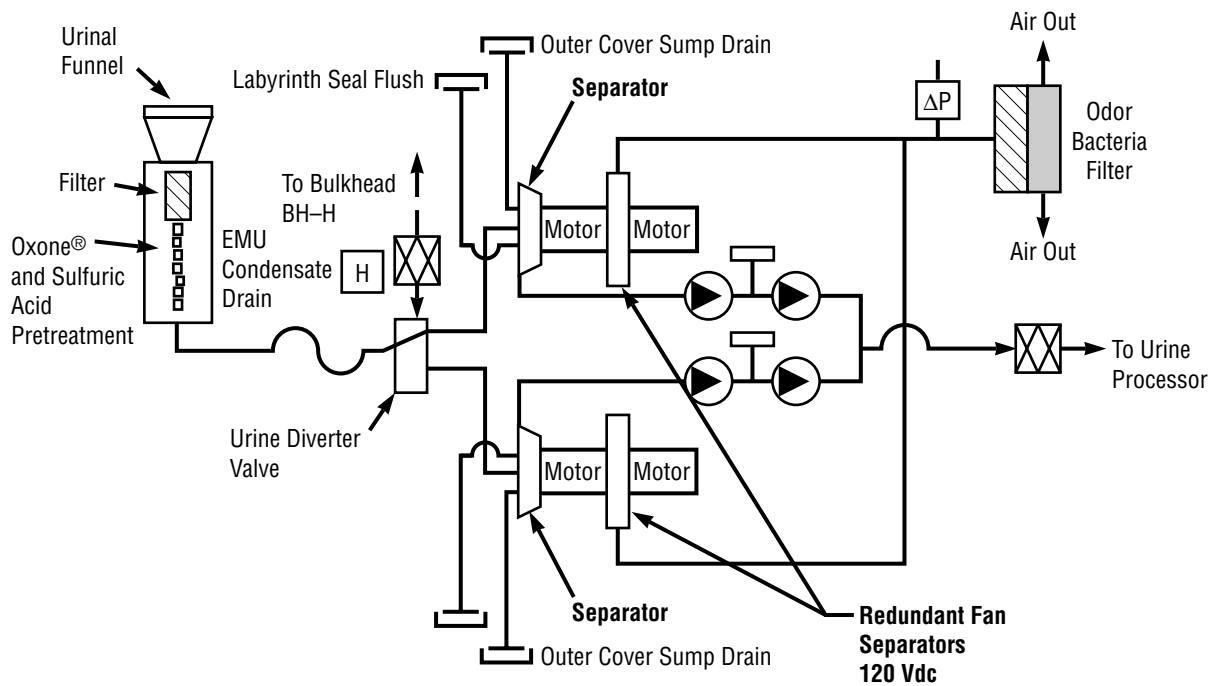 Urinal
Funnel
Filter
Oxone®
and Sulfuric
Acid
Pretreatment
EMU
Condensate
Drain
Labyrinth Seal Flush
To Bulkhead
BH–H
H
Urine Diverter
Valve
Outer Cover Sump Drain
Separator
Motor
Motor
Motor
Motor
Separator
Outer Cover Sump Drain
Redundant Fan
Separators
120 Vdc
ΔP
Air Out
Odor
Bacteria
Filter
Air Out
To Urine
Processor